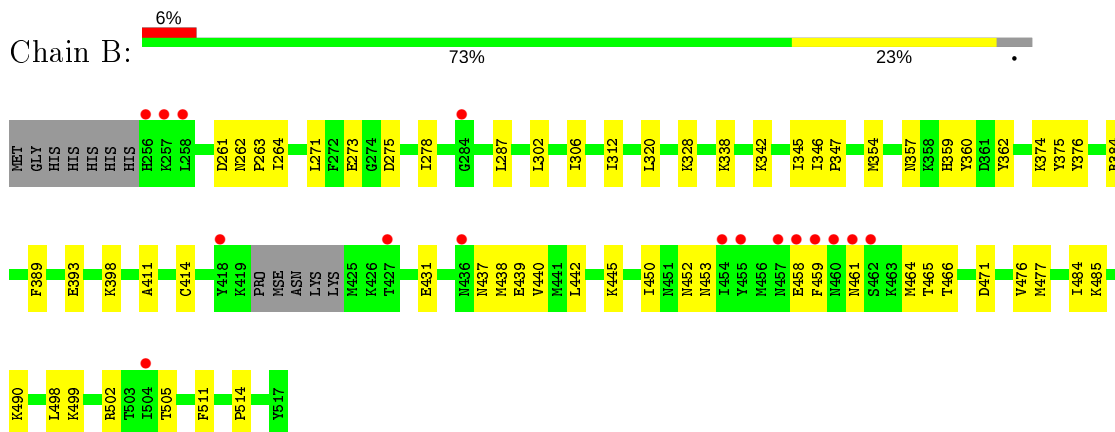 6%
Chain B:
73% 23% •
MET GLY HIS HIS HIS HIS HIS H256 K257 L258 D261 N262 P263 I264 L271 F272 E273 G274 D275 I278 G284 L287 L302 I306 I312 L320 K328 K338 K342 I345 I346 P347 M354 N357 K358 H359 Y360 D361 Y362 K374 Y375 Y376
F389 E393 K398 A411 C414 Y418 K419 PRO MSE ASN LYS LYS M425 K426 T427 E431 N436 N437 M438 E439 V440 M441 L442 K445 I450 N451 N452 N453 I454 Y455 M456 N457 E458 F459 N460 N461 S462 K463 M464 T465 T466 D471 V476 M477 I484 K485
K490 L498 K499 R502 T503 I504 T505 F511 P514 Y517